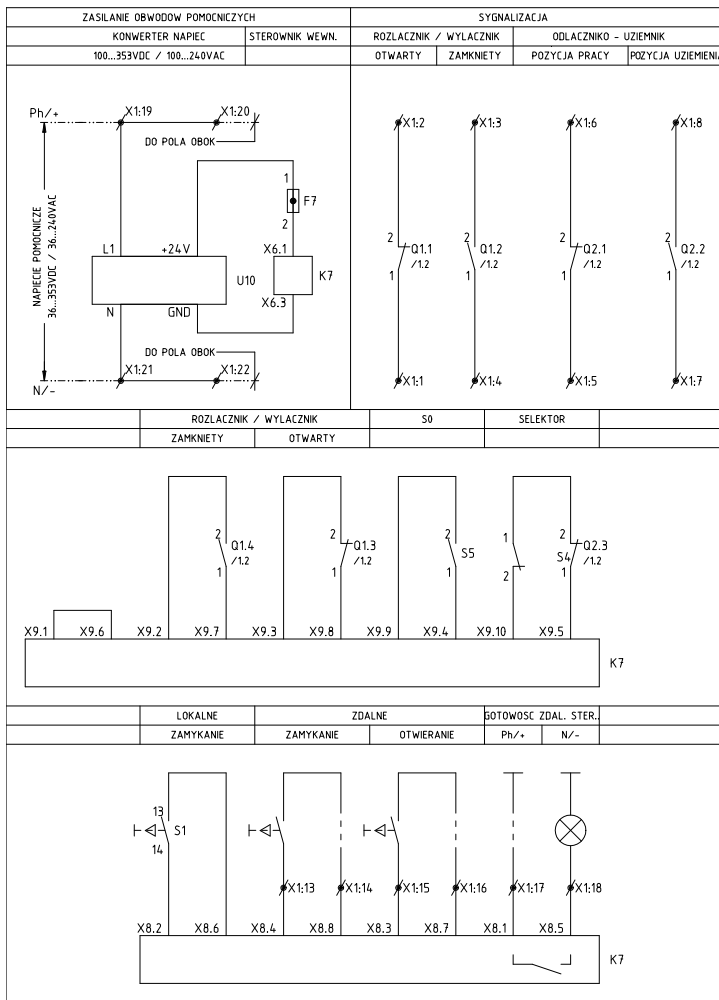 ZASILANIE OBWODOW POMOCNICZYCH SYGNALIZACJA
KONWERTER NAPIEC STEROWNIK WEWN. ROZLACZNIK / WYLACZNIK ODLACZNIKO - UZIEMNIK
100...353VDC / 100...240VAC OTWARTY ZAMKNIETY POZYCJA PRACY POZYCJA UZIEMIENIA
Ph/+ X1:19 X1:20 X1:2 X1:3 X1:6 X1:8
DO POLA OBOK
NAPIECIE POMOCNICZE
36...353VDC / 36...240VAC
1
F7
2
L1 +24V X6.1
U10 K7
N GND X6.3
2 Q1.1 2 Q1.2 2 Q2.1 2 Q2.2
/1.2 /1.2 /1.2 /1.2
1 1 1 1
DO POLA OBOK
X1:21 X1:22 X1:1 X1:4 X1:5 X1:7
N/-
ROZLACZNIK / WYLACZNIK S0 SELEKTOR
ZAMKNIETY OTWARTY
2 Q1.4 2 Q1.3 2 S5 1 S4 2 Q2.3
/1.2 /1.2 /1.2
1 1 1 2 1
X9.1 X9.6 X9.2 X9.7 X9.3 X9.8 X9.9 X9.4 X9.10 X9.5
K7
LOKALNE ZDALNE GOTOWOSC ZDAL. STER.
ZAMYKANIE ZAMYKANIE OTWIERANIE Ph/+ N/-
13
S1
14
X1:13 X1:14 X1:15 X1:16 X1:17 X1:18
X8.2 X8.6 X8.4 X8.8 X8.3 X8.7 X8.1 X8.5
K7